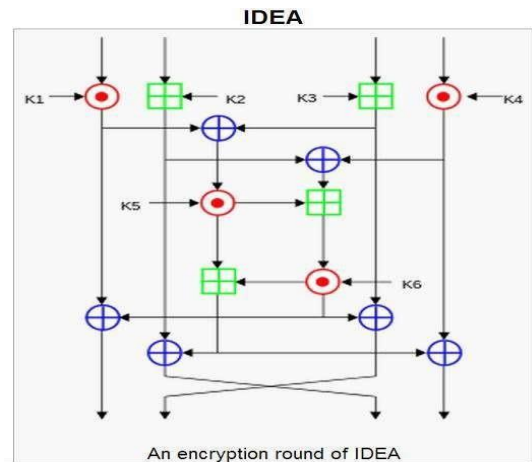 IDEA
K1
K2
K3
K4
K5
K6
An encryption round of IDEA